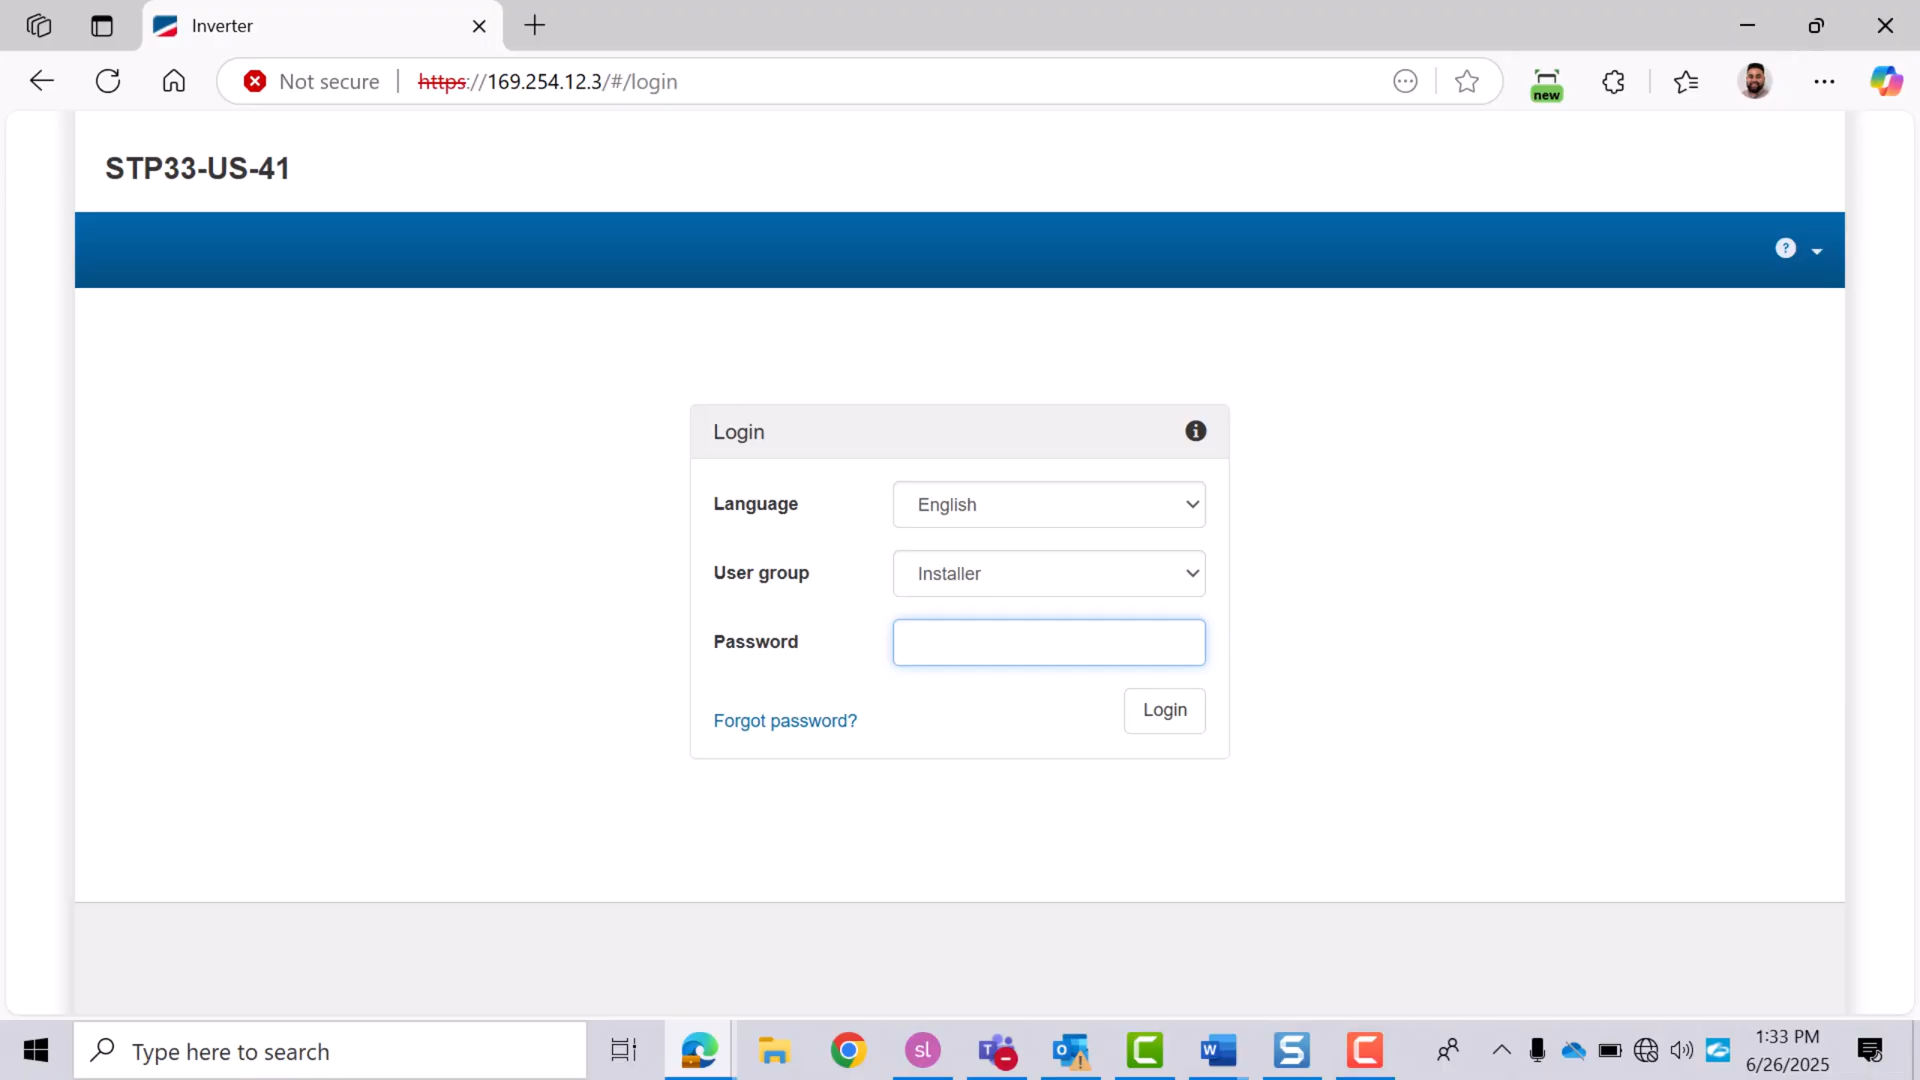 Inverter
Not secure
https://169.254.12.3/#/login
new
STP33-US-41
?
Login
Language
English
User group
Installer
Password
Forgot password?
Login
Type here to search
sl
T
O
C
W
S
C
1:33 PM
6/26/2025